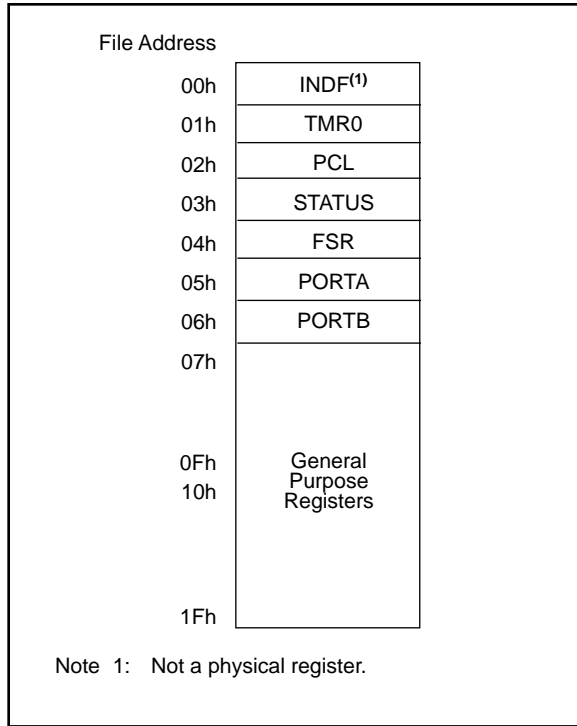 File Address
00h INDF(1)
01h TMR0
02h PCL
03h STATUS
04h FSR
05h PORTA
06h PORTB
07h
0Fh General
Purpose
10h Registers
1Fh
Note 1: Not a physical register.